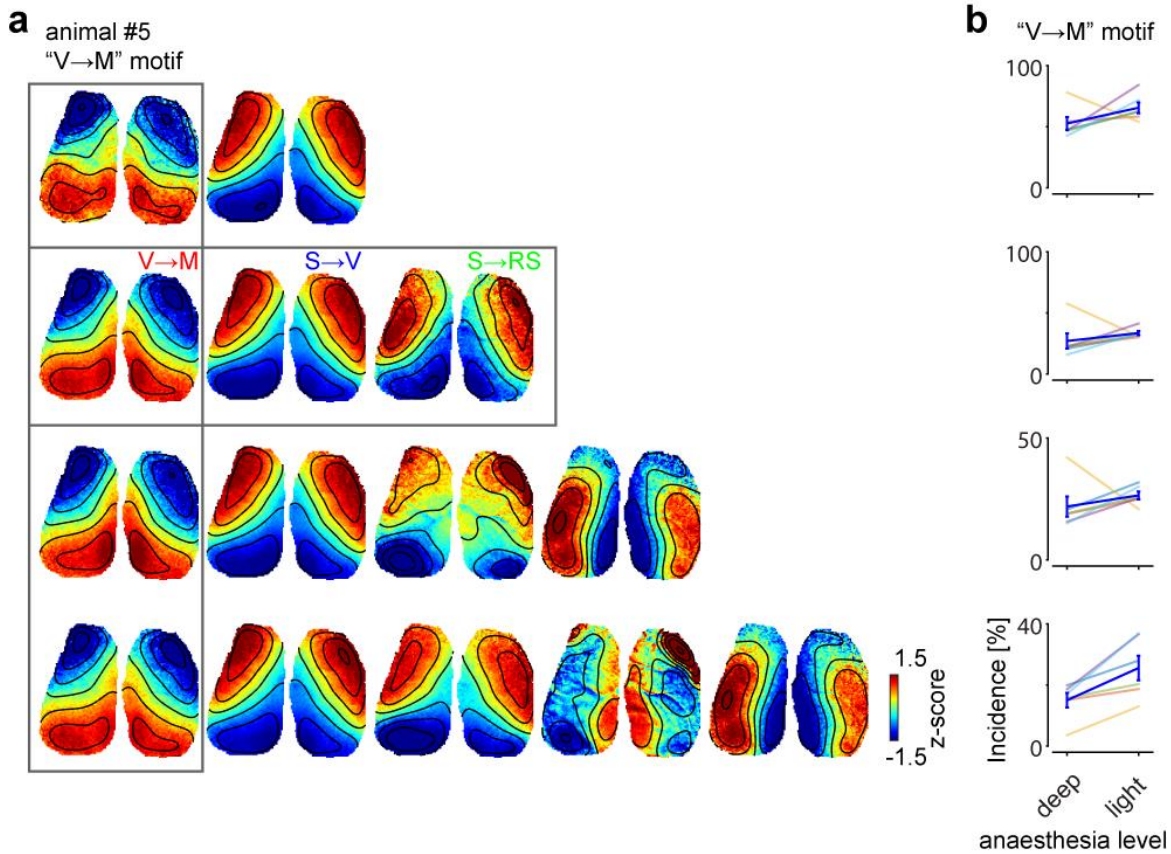 a
animal #5
“V→M” motif
V→M
S→V
S→RS
1.5
z-score
-1.5
b
“V→M” motif
100
0
100
0
50
0
40
0
Incidence [%]
deep
light
anaesthesia level